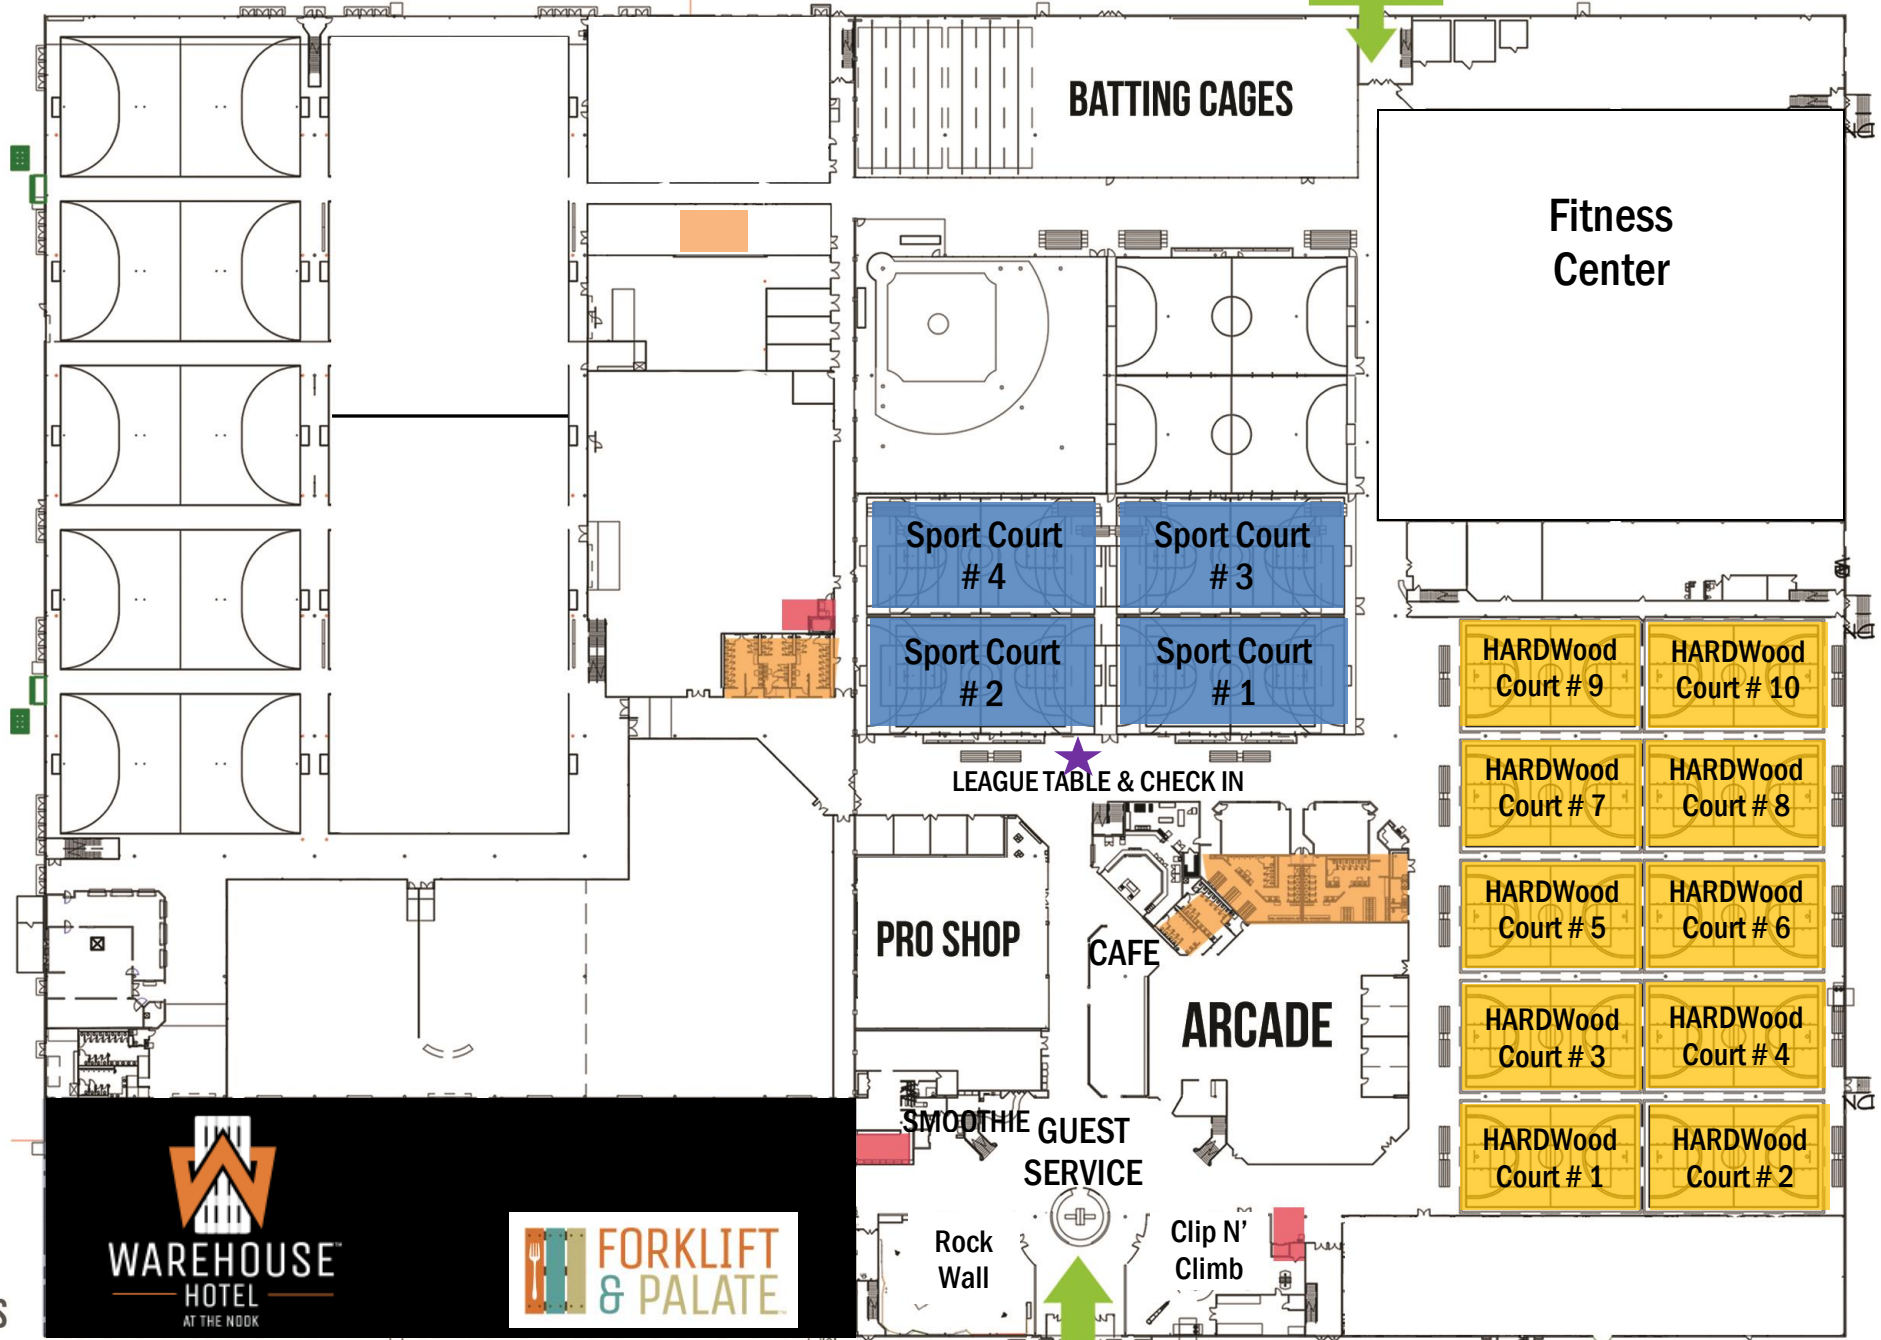 BATTING CAGES
Fitness
Center
Sport Court
# 4
Sport Court
# 3
Sport Court
# 2
Sport Court
# 1
LEAGUE TABLE & CHECK IN
HARDWood
Court # 9
HARDWood
Court # 10
HARDWood
Court # 7
HARDWood
Court # 8
HARDWood
Court # 5
HARDWood
Court # 6
HARDWood
Court # 3
HARDWood
Court # 4
HARDWood
Court # 1
HARDWood
Court # 2
PRO SHOP
CAFE
ARCADE
SMOOTHIE
GUEST
SERVICE
Rock
Wall
Clip N'
Climb
WAREHOUSE™
HOTEL
AT THE NOOK
FORKLIFT
& PALATE
S